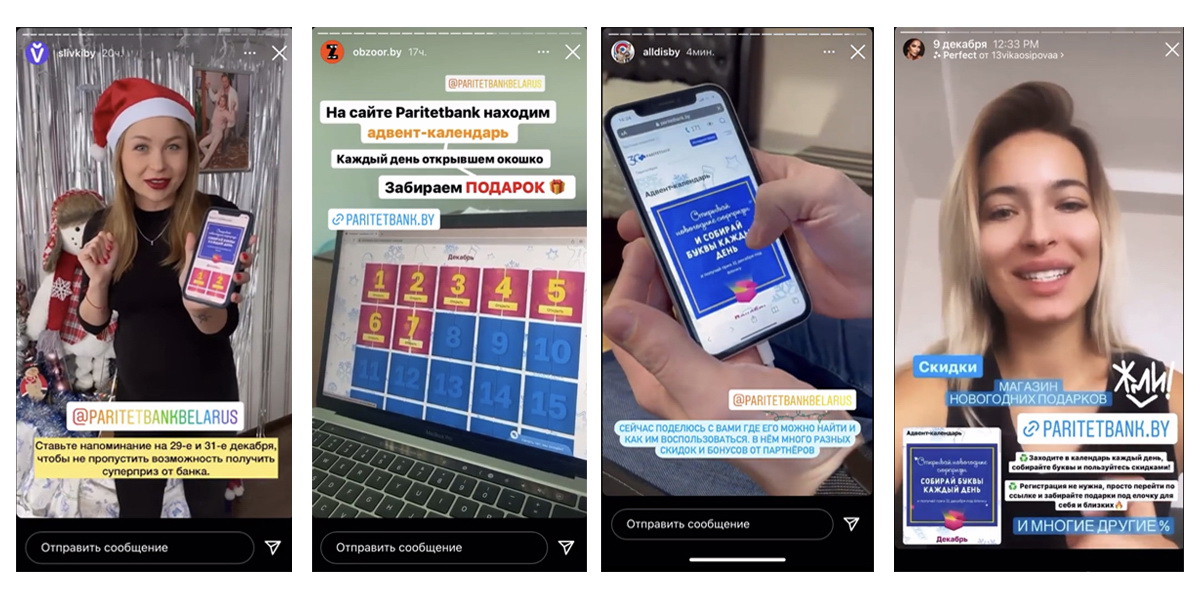 slivkiby 20ч.
@PARITETBANKBELARUS
Ставьте напоминание на 29-е и 31-е декабря,
чтобы не пропустить возможность получить
суперприз от банка.
Отправить сообщение
obzoor.by 17ч.
@PARITETBANKBELARUS
На сайте Paritetbank находим
адвент-календарь
Каждый день открывшем окошко
Забираем ПОДАРОК 🎁
PARITETBANK.BY
Декабрь
1 2 3 4 5
6 7 8 9 10
11 12 13 14 15
Отправить сообщение
alldisby 4мин.
Адвент-календарь
Открывай
новогодние сюрпризы
И СОБИРАЙ
БУКВЫ КАЖДЫЙ
ДЕНЬ
@PARITETBANKBELARUS
СЕЙЧАС ПОДЕЛЮСЬ С ВАМИ ГДЕ ЕГО МОЖНО НАЙТИ И
КАК ИМ ВОСПОЛЬЗОВАТЬСЯ. В НЁМ МНОГО РАЗНЫХ
СКИДОК И БОНУСОВ ОТ ПАРТНЁРОВ
Отправить сообщение
9 декабря 12:33 PM
Perfect от 13vikaosipovaa >
Скидки
ЖМИ!
МАГАЗИН
НОВОГОДНИХ ПОДАРКОВ
PARITETBANK.BY
Адвент-календарь
Открывай новогодние
сюрпризы
СОБИРАЙ БУКВЫ
КАЖДЫЙ ДЕНЬ
Декабрь
♻️Заходите в календарь каждый день,
собирайте буквы и пользуйтесь скидками!
♻️ Регистрация не нужна, просто перейти по
ссылке и забирайте подарки под елочку для
себя и близких🔥
И МНОГИЕ ДРУГИЕ %